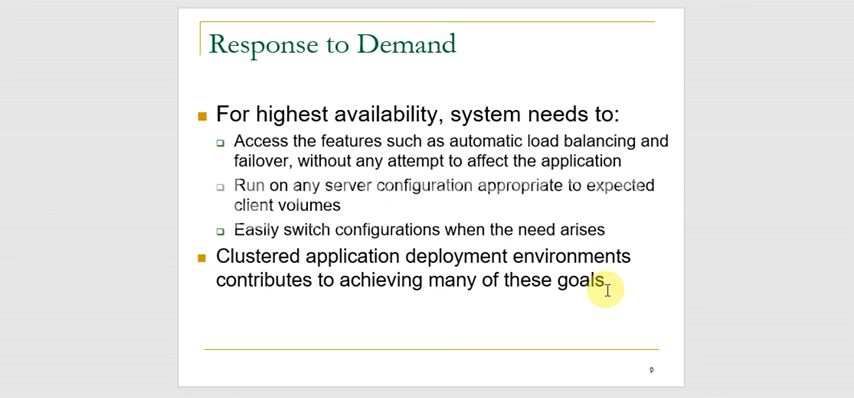 Response to Demand
For highest availability, system needs to:
Access the features such as automatic load balancing and
failover, without any attempt to affect the application
Run on any server configuration appropriate to expected
client volumes
Easily switch configurations when the need arises
Clustered application deployment environments
contributes to achieving many of these goals.
9